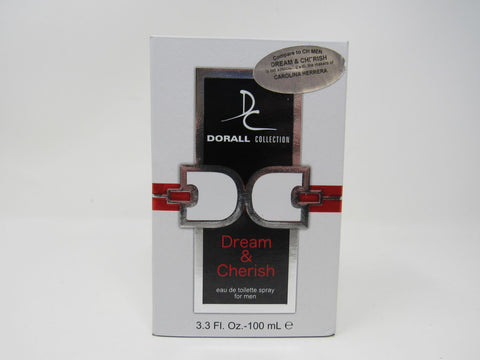 Compare to CH MEN
DREAM & CHERISH
CAROLINA HERRERA
DC
DORALL COLLECTION
Dream
&
Cherish
eau de toilette spray
for men
3.3 Fl. Oz.-100 mL ℮